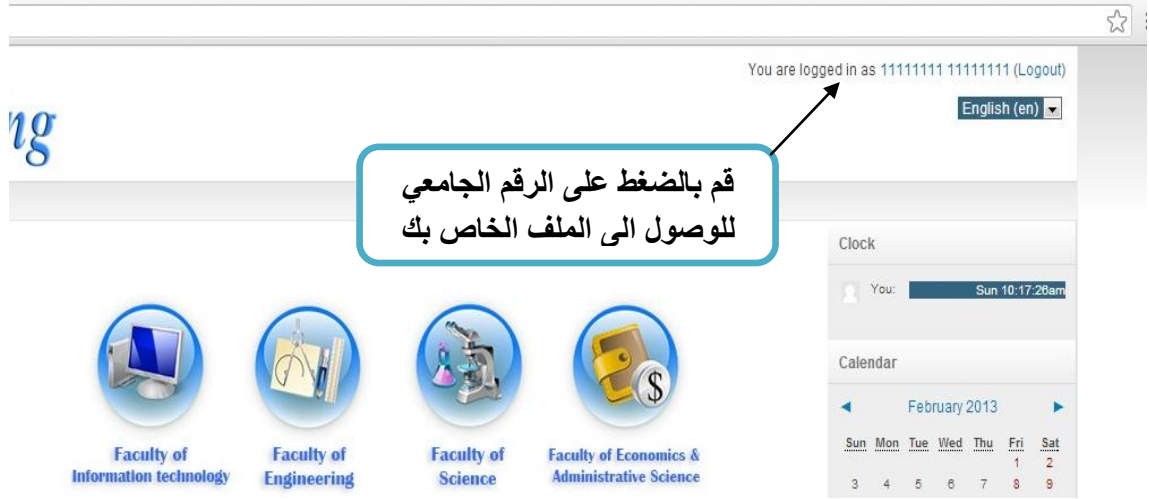 You are logged in as 11111111 11111111 (Logout)
English (en)
ng
قم بالضغط على الرقم الجامعي
للوصول الى الملف الخاص بك
Clock
You: Sun 10:17:26am
Calendar
◄ February 2013 ►
Sun Mon Tue Wed Thu Fri Sat
1 2
3 4 5 6 7 8 9
Faculty of
Information technology
Faculty of
Engineering
Faculty of
Science
Faculty of Economics &
Administrative Science
$